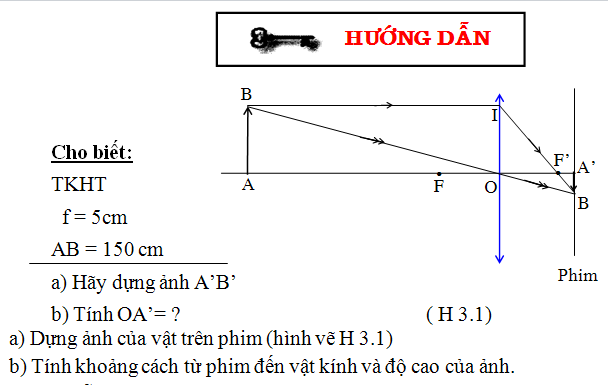 HƯỚNG DẪN
B
I
F’
A’
A
F
O
B
Phim
Cho biết:
TKHT
f = 5cm
AB = 150 cm
a) Hãy dựng ảnh A’B’
b) Tính OA’= ?
( H 3.1)
a) Dựng ảnh của vật trên phim (hình vẽ H 3.1)
b) Tính khoảng cách từ phim đến vật kính và độ cao của ảnh.